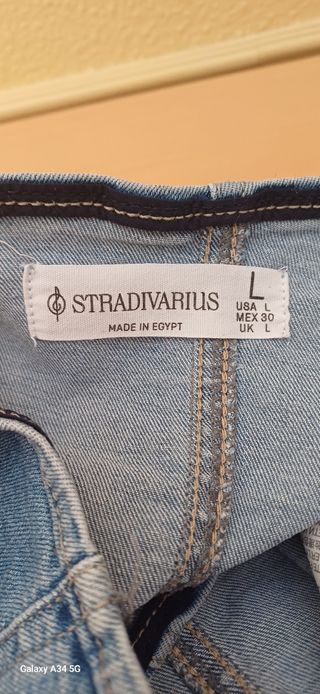 STRADIVARIUS
MADE IN EGYPT
L
USA L
MEX 30
UK L
Galaxy A34 5G